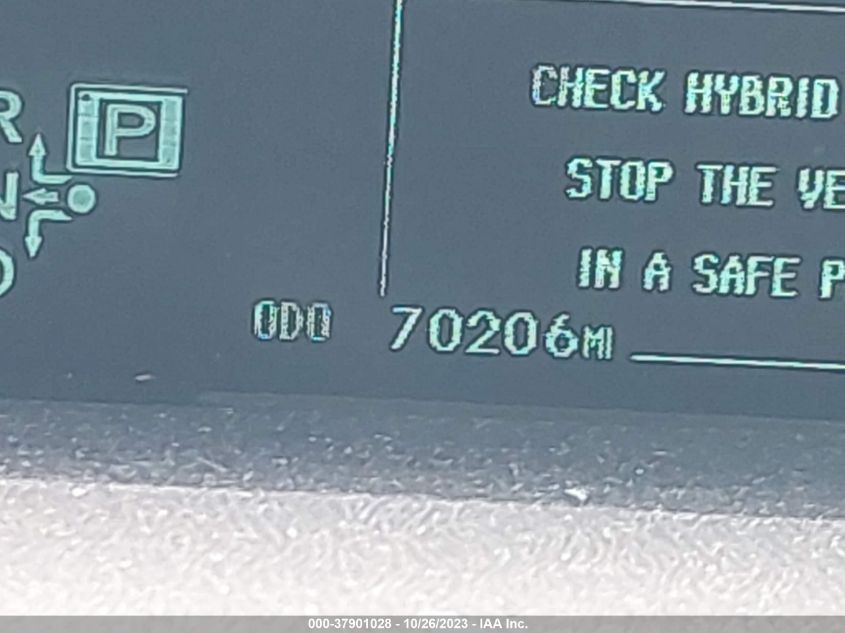 R
P
N
D
CHECK HYBRID
STOP THE VE
IN A SAFE P
ODO 70206MI
000-37901028 - 10/26/2023 - IAA Inc.